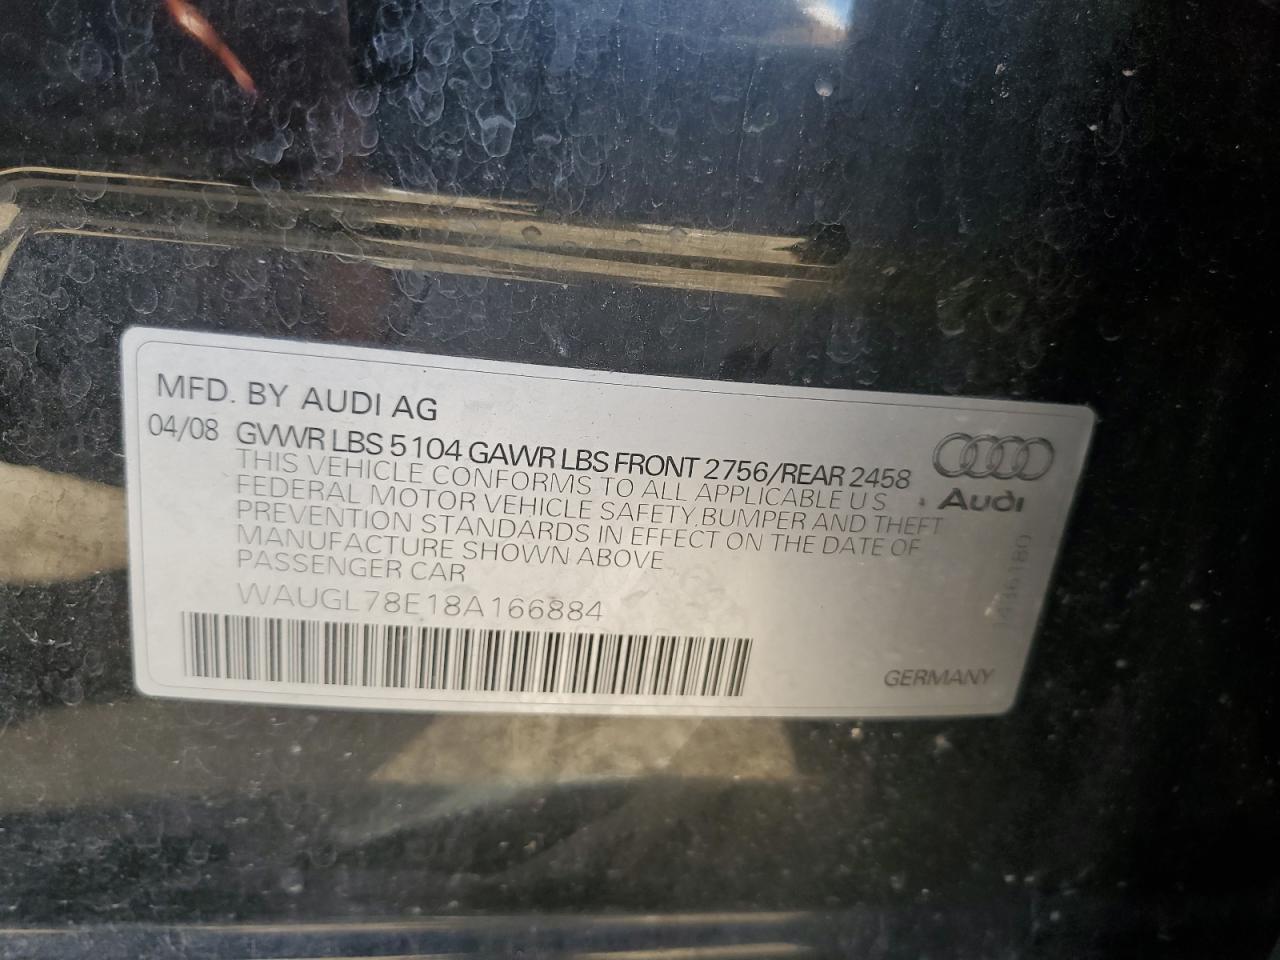 MFD. BY AUDI AG
04/08 GVWR LBS 5104 GAWR LBS FRONT 2756/REAR 2458
THIS VEHICLE CONFORMS TO ALL APPLICABLE U S
FEDERAL MOTOR VEHICLE SAFETY, BUMPER AND THEFT
PREVENTION STANDARDS IN EFFECT ON THE DATE OF
MANUFACTURE SHOWN ABOVE
PASSENGER CAR
WAUGL78E18A166884
Audi
GERMANY